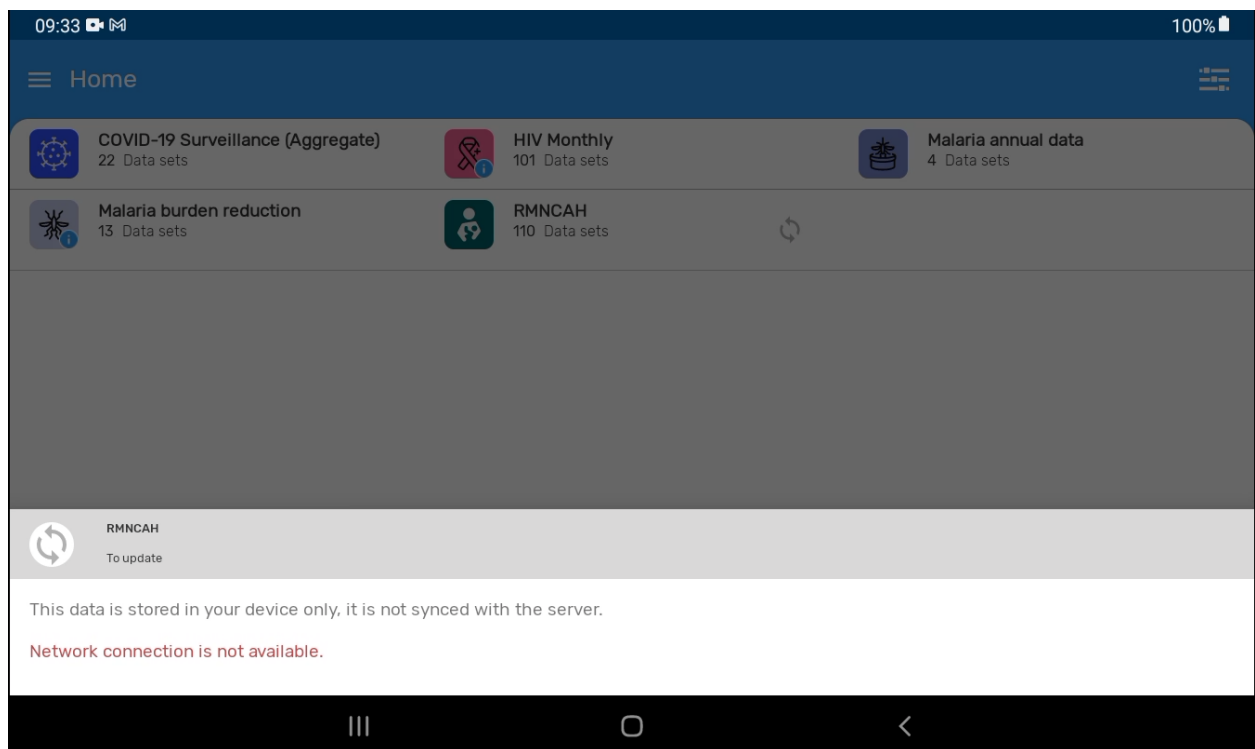 09:33
100%
Home
COVID-19 Surveillance (Aggregate)
22 Data sets
HIV Monthly
101 Data sets
Malaria annual data
4 Data sets
Malaria burden reduction
13 Data sets
RMNCAH
110 Data sets
RMNCAH
To update
This data is stored in your device only, it is not synced with the server.
Network connection is not available.